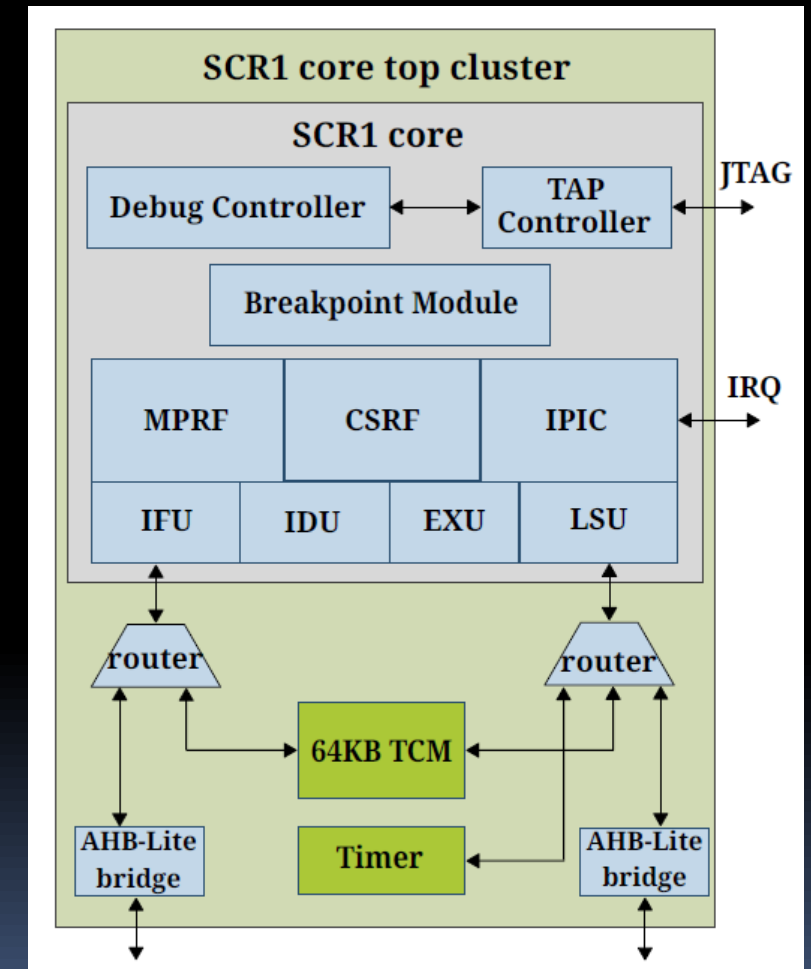 SCR1 core top cluster
SCR1 core
Debug Controller
TAP
Controller
JTAG
Breakpoint Module
MPRF
CSRF
IPIC
IRQ
IFU
IDU
EXU
LSU
router
router
64KB TCM
Timer
AHB-Lite
bridge
AHB-Lite
bridge